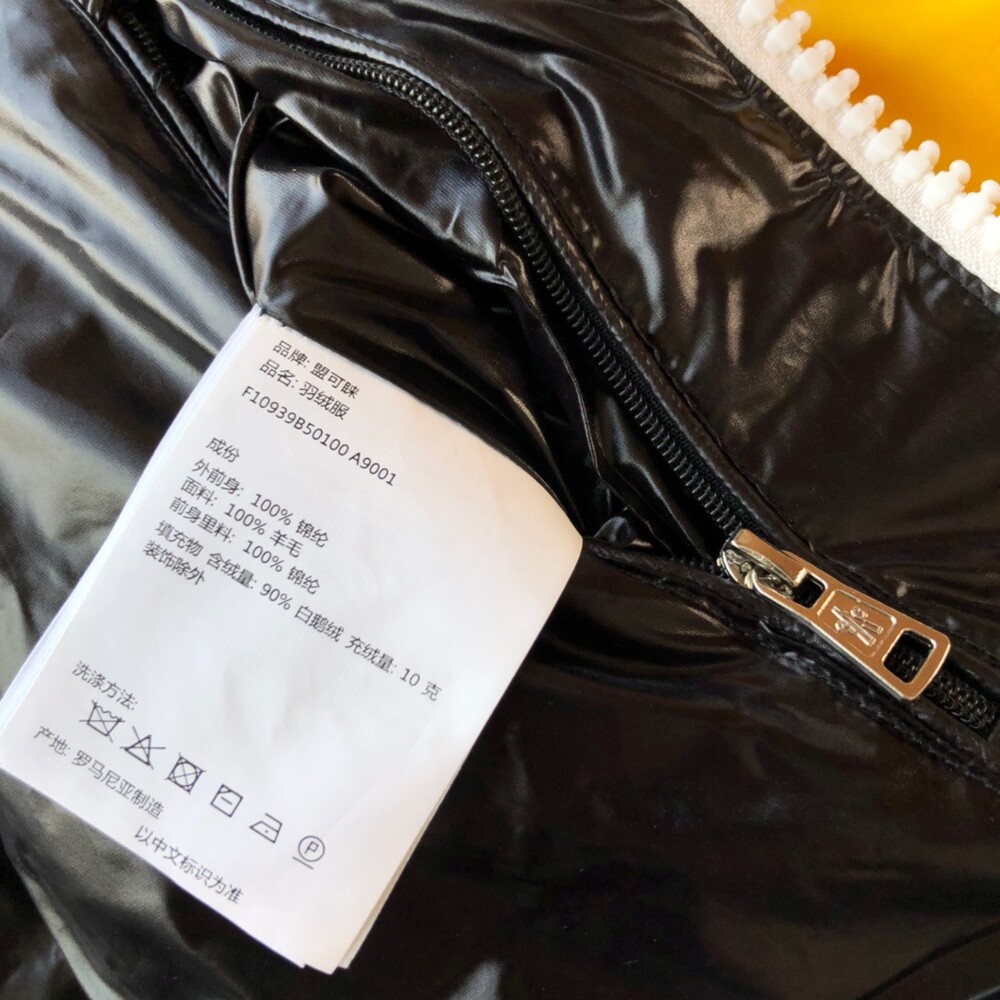 品牌: 盟可睐
品名: 羽绒服
F10939B50100 A9001
成份
外前身: 100% 锦纶
面料: 100% 羊毛
前身里料: 100% 锦纶
填充物 含绒量: 90% 白鹅绒 充绒量: 10 克
装饰除外
洗涤方法:
P
产地: 罗马尼亚制造
以中文标识为准